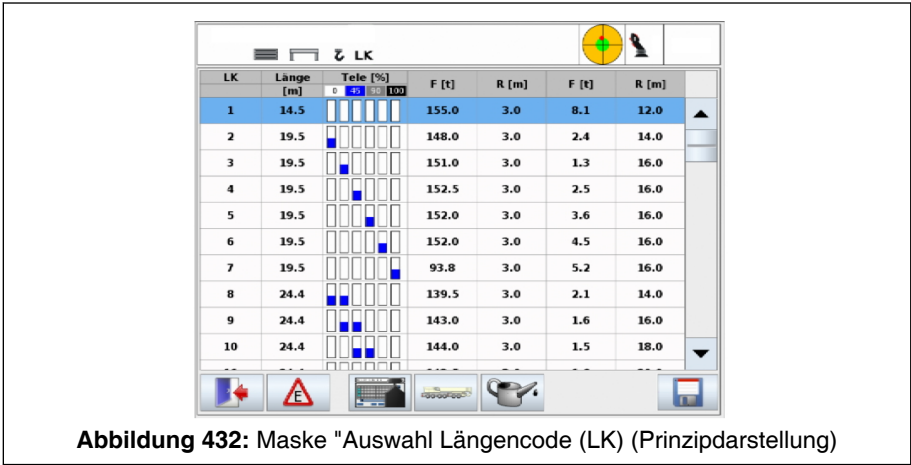 LK
LK Länge Tele [%] F [t] R [m] F [t] R [m]
[m] 0 45 90 100
1 14.5 155.0 3.0 8.1 12.0
2 19.5 148.0 3.0 2.4 14.0
3 19.5 151.0 3.0 1.3 16.0
4 19.5 152.5 3.0 2.5 16.0
5 19.5 152.0 3.0 3.6 16.0
6 19.5 152.0 3.0 4.5 16.0
7 19.5 93.8 3.0 5.2 16.0
8 24.4 139.5 3.0 2.1 14.0
9 24.4 143.0 3.0 1.6 16.0
10 24.4 144.0 3.0 1.5 18.0
E
Abbildung 432: Maske "Auswahl Längencode (LK) (Prinzipdarstellung)